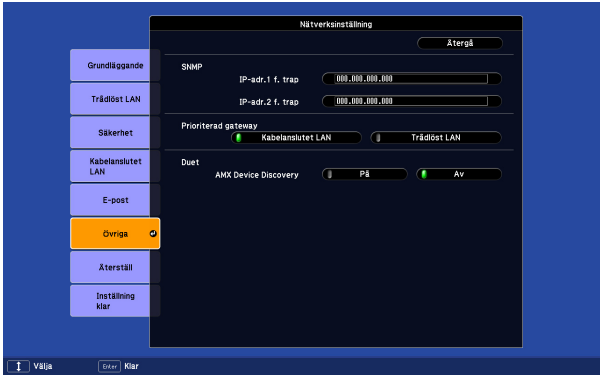 Nätverksinställning
Återgå
Grundläggande
Trådlöst LAN
Säkerhet
Kabelanslutet
LAN
E-post
Övriga
Återställ
Inställning
klar
SNMP
IP-adr.1 f. trap 000.000.000.000
IP-adr.2 f. trap 000.000.000.000
Prioriterad gateway
Kabelanslutet LAN Trådlöst LAN
Duet
AMX Device Discovery På Av
Välja Enter Klar